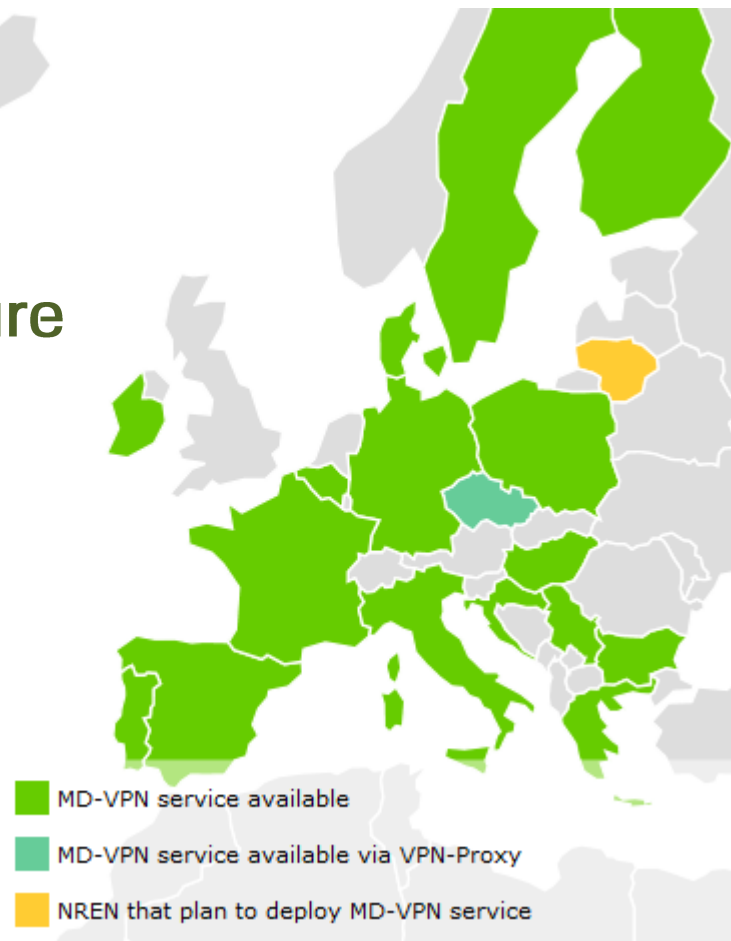 ure
MD-VPN service available
MD-VPN service available via VPN-Proxy
NREN that plan to deploy MD-VPN service